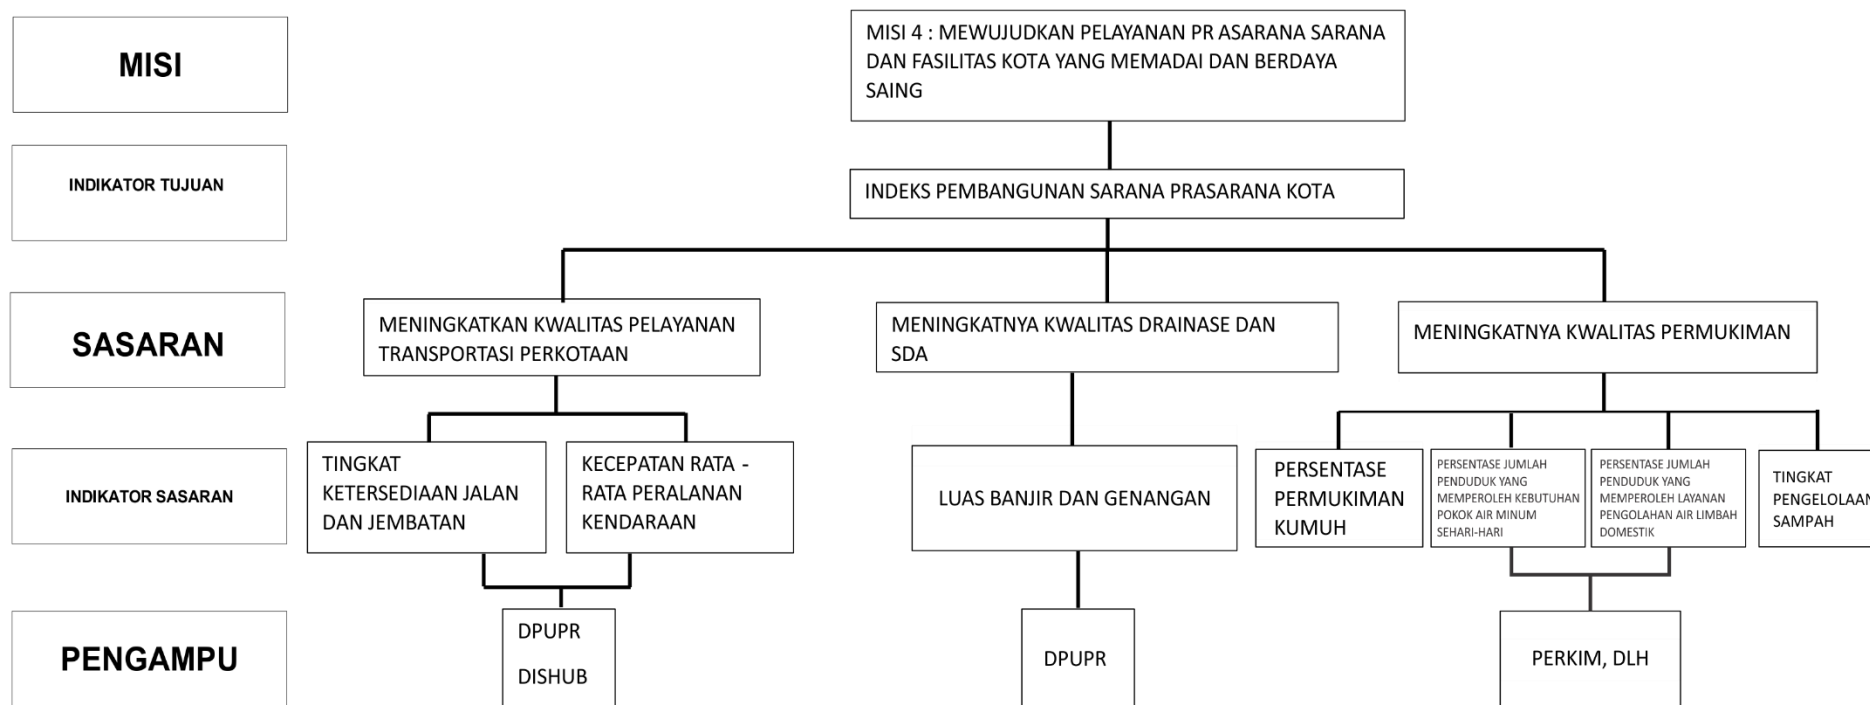 MISI
MISI 4 : MEWUJUDKAN PELAYANAN PR ASARANA SARANA
DAN FASILITAS KOTA YANG MEMADAI DAN BERDAYA
SAING
INDIKATOR TUJUAN
INDEKS PEMBANGUNAN SARANA PRASARANA KOTA
SASARAN
MENINGKATKAN KWALITAS PELAYANAN
TRANSPORTASI PERKOTAAN
MENINGKATNYA KWALITAS DRAINASE DAN
SDA
MENINGKATNYA KWALITAS PERMUKIMAN
INDIKATOR SASARAN
TINGKAT
KETERSEDIAAN JALAN
DAN JEMBATAN
KECEPATAN RATA -
RATA PERALANAN
KENDARAAN
LUAS BANJIR DAN GENANGAN
PERSENTASE
PERMUKIMAN
KUMUH
PERSENTASE JUMLAH
PENDUDUK YANG
MEMPEROLEH KEBUTUHAN
POKOK AIR MINUM
SEHARI-HARI
PERSENTASE JUMLAH
PENDUDUK YANG
MEMPEROLEH LAYANAN
PENGOLAHAN AIR LIMBAH
DOMESTIK
TINGKAT
PENGELOLAAN
SAMPAH
PENGAMPU
DPUPR
DISHUB
DPUPR
PERKIM, DLH